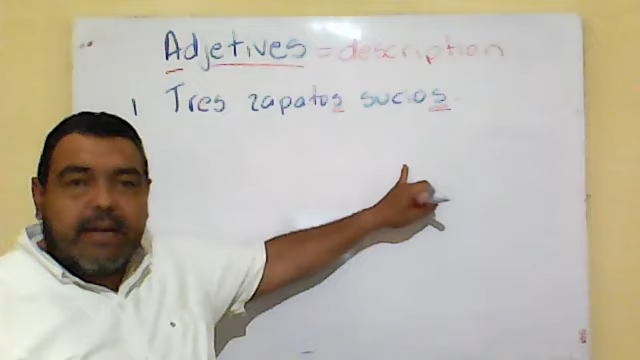 Adjetives = description
1 Tres zapatos sucios.